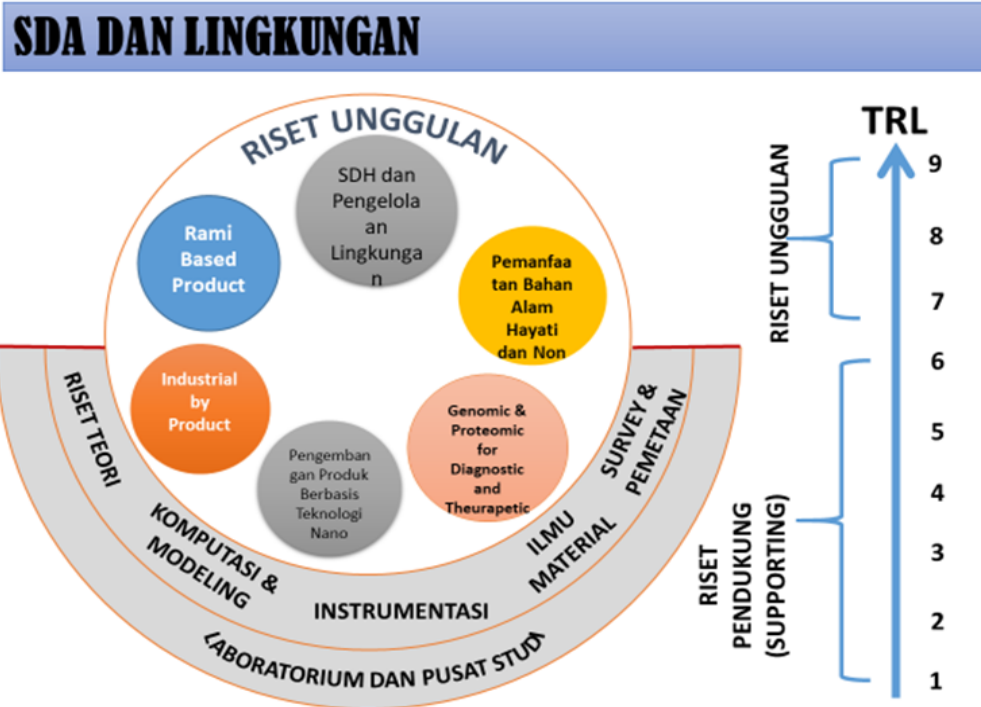 SDA DAN LINGKUNGAN
RISET UNGGULAN
SDH dan
Pengelola
an
Lingkunga
n
Rami
Based
Product
Pemanfaa
tan Bahan
Alam
Hayati
dan Non
Industrial
by
Product
Genomic &
Proteomic
for
Diagnostic
and
Theurapetic
Pengemban
gan Produk
Berbasis
Teknologi
Nano
RISET TEORI
KOMPUTASI &
MODELING
INSTRUMENTASI
ILMU
MATERIAL
SURVEY &
PEMETAAN
LABORATORIUM DAN PUSAT STUDI
TRL
RISET UNGGULAN
9
8
7
RISET
PENDUKUNG
(SUPPORTING)
6
5
4
3
2
1